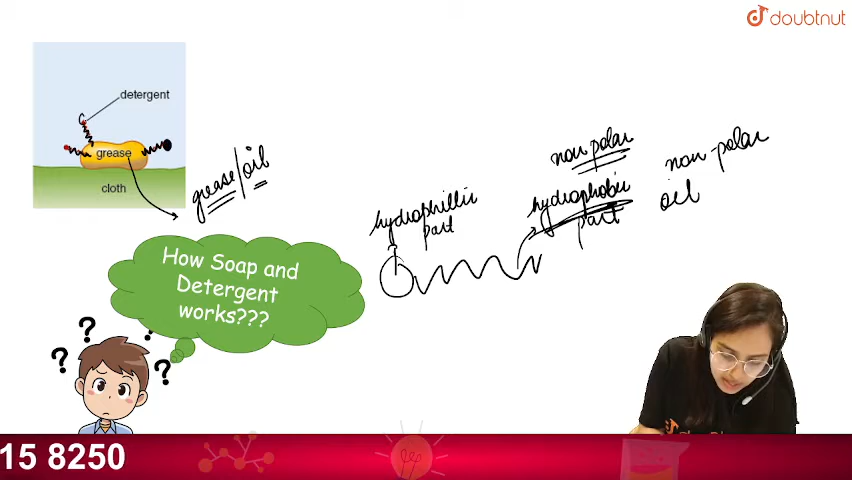 doubtnut
detergent
grease
cloth
grease/oil
hydrophillic
part
non polar
hydrophobic
part
non-polar
oil
How Soap and
Detergent
works???
? ? ? ?
15 8250